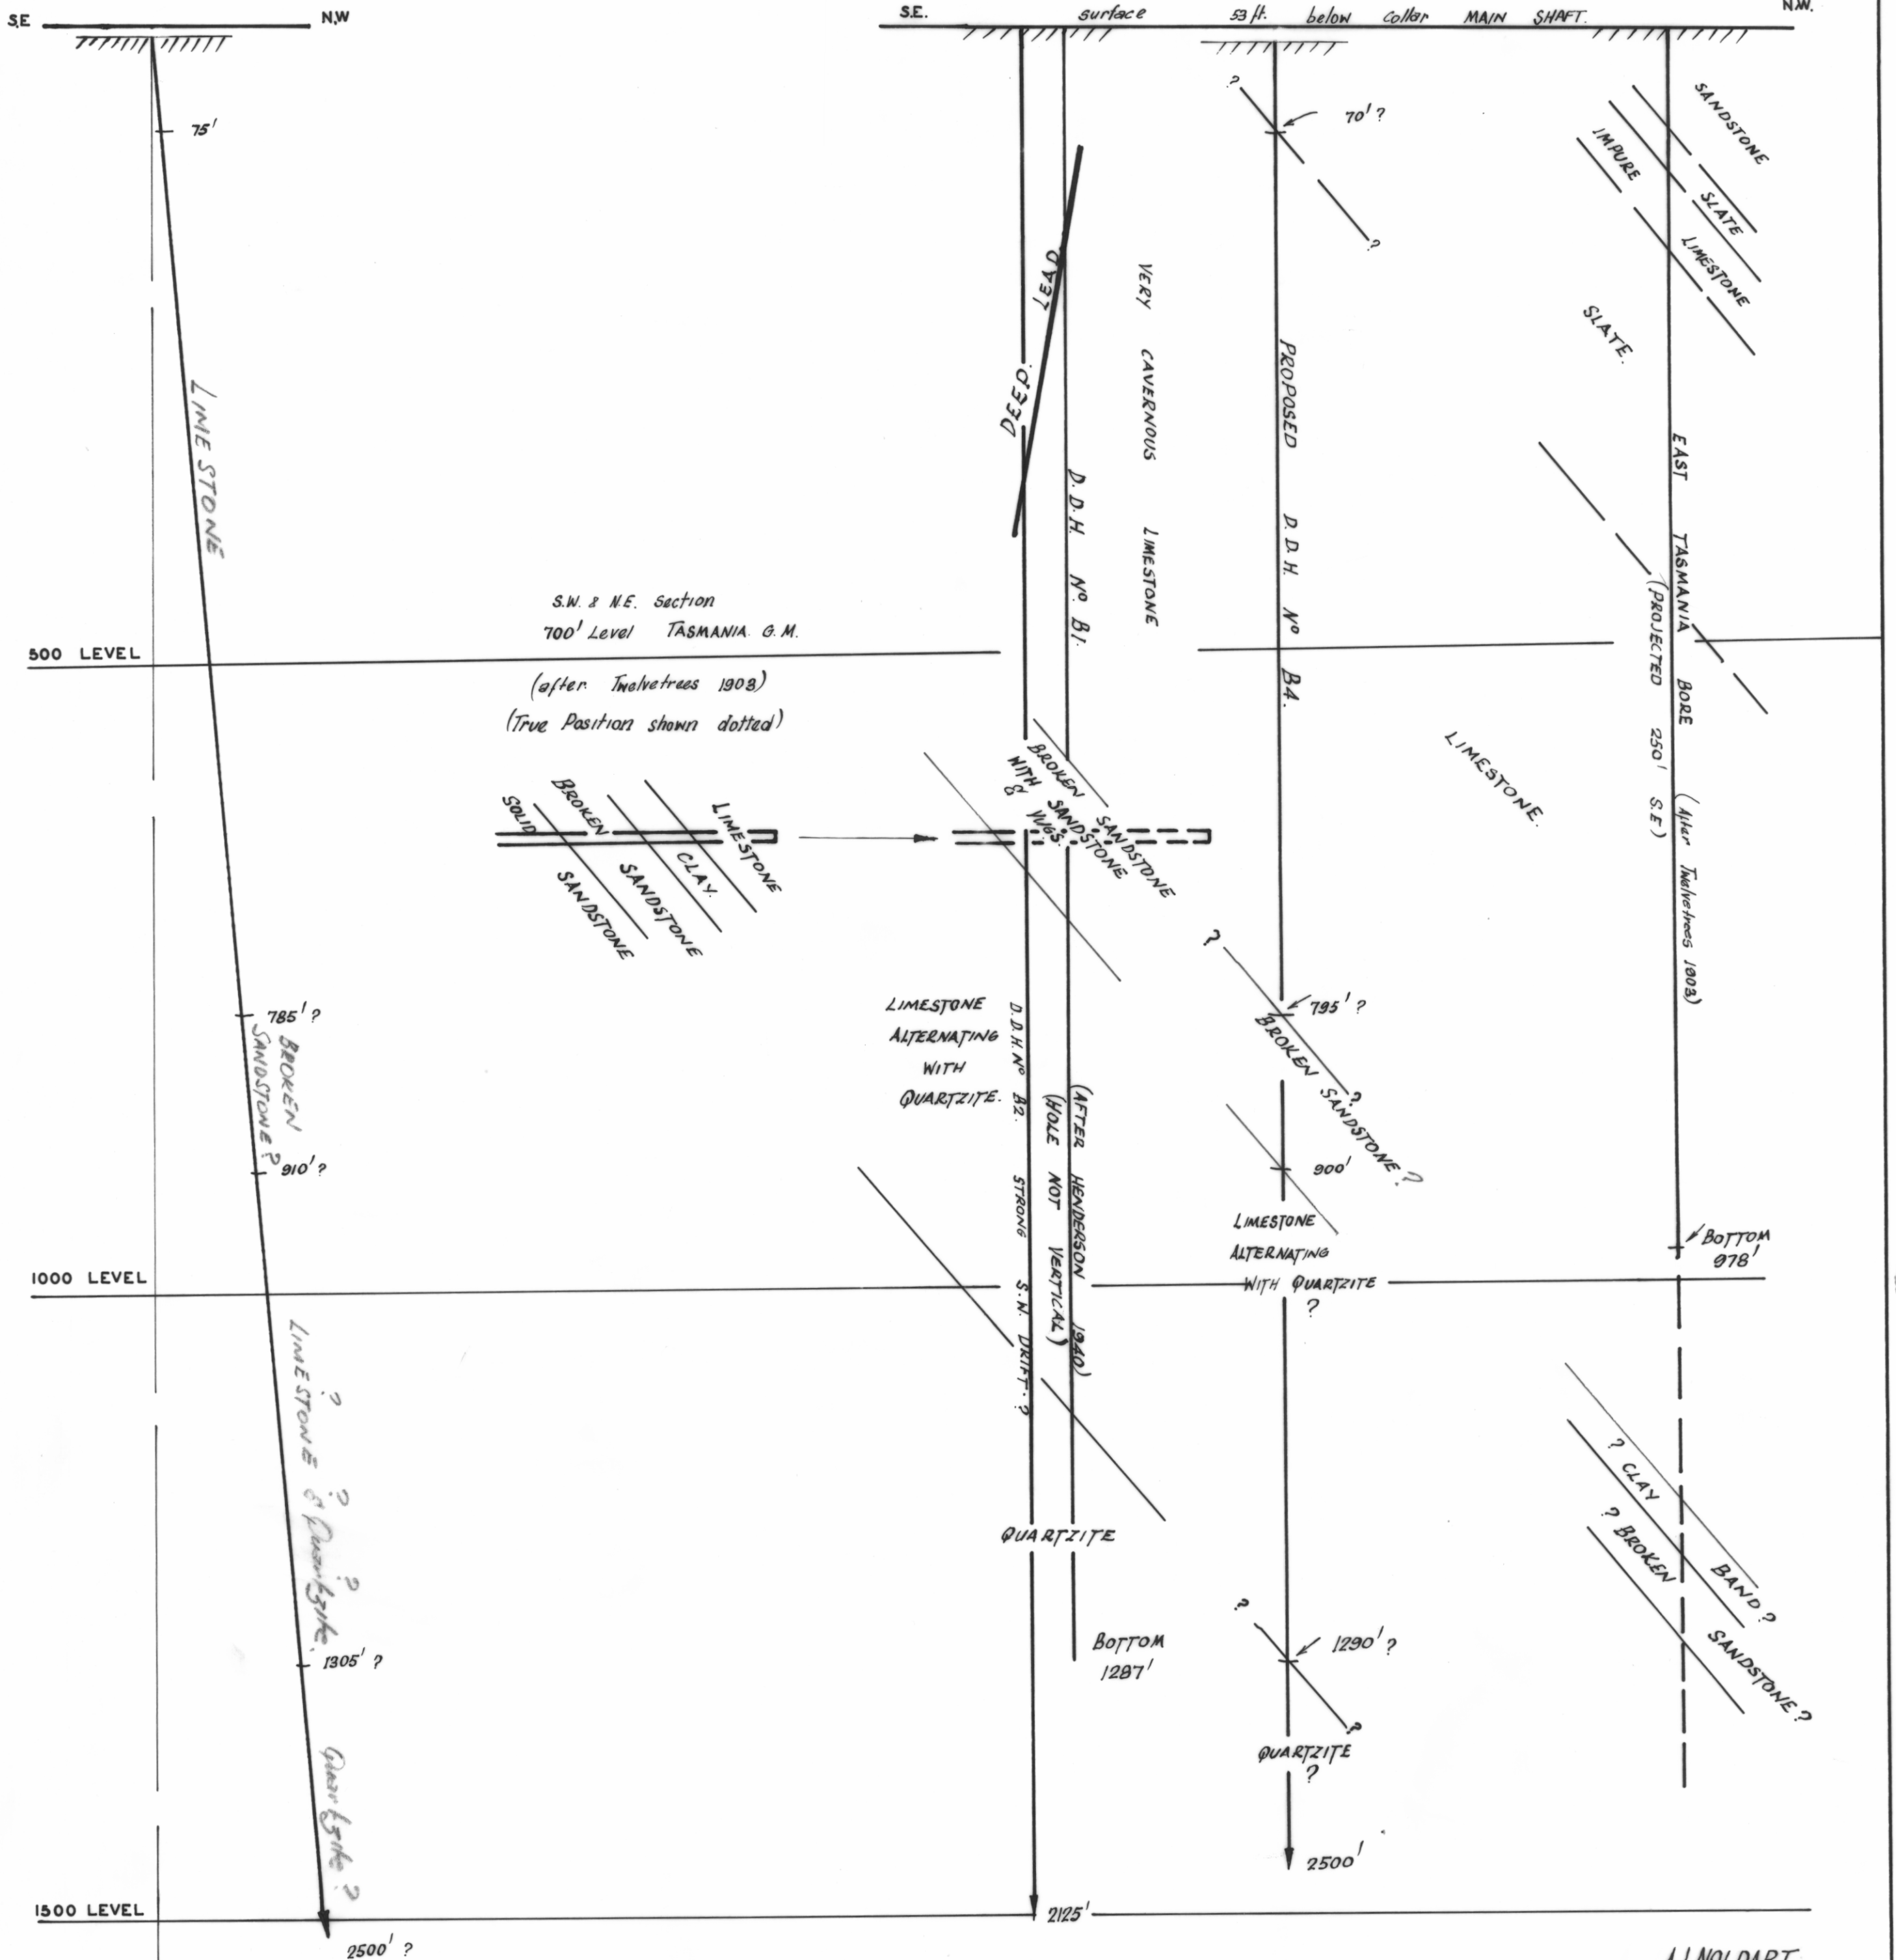 S.E N.W
S.E. surface 53 ft. below Collar MAIN SHAFT. N.W.
75'
LIMESTONE
500 LEVEL
785' ?
BROKEN
SANDSTONE ?
910' ?
1000 LEVEL
LIMESTONE & Quartzite
? ? ?
1305' ?
Quartzite ?
1500 LEVEL
2500' ?
S.W. & N.E. Section
700' Level TASMANIA. G.M.
(after Twelvetrees 1903)
(True Position shown dotted)
SOLID
SANDSTONE
BROKEN
SANDSTONE
CLAY.
LIMESTONE
DEEP. LEAD
D.D.H Nº B1.
VERY CAVERNOUS LIMESTONE
BROKEN SANDSTONE
WITH SANDSTONE
& VUGS.
LIMESTONE
ALTERNATING
WITH
QUARTZITE.
D.D.H. Nº B2. STRONG S.W. DRIFT. ?
(AFTER HENDERSON 1940)
(HOLE NOT VERTICAL)
QUARTZITE
BOTTOM
1287'
2125'
?
70' ?
?
PROPOSED D.D.H. Nº B4.
?
795' ?
?
BROKEN SANDSTONE ?
900'
LIMESTONE
ALTERNATING
WITH QUARTZITE
?
?
1290' ?
?
QUARTZITE
?
2500'
SANDSTONE
SLATE
IMPURE LIMESTONE
SLATE.
EAST TASMANIA BORE (After Twelvetrees 1903)
(PROJECTED 250' S.E)
LIMESTONE.
BOTTOM
978'
? CLAY BAND ?
? BROKEN SANDSTONE ?